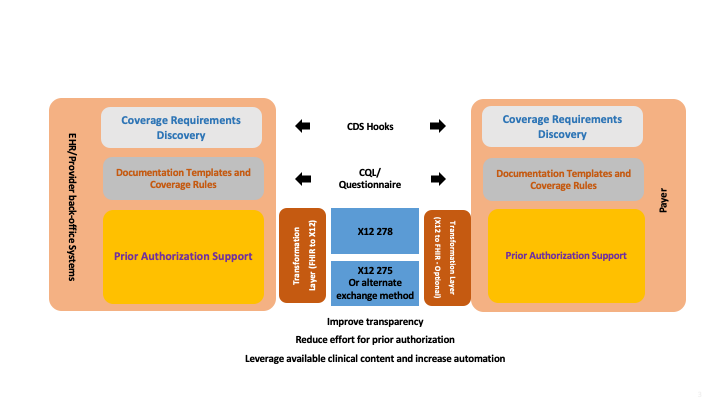 EHR/Provider back-office Systems
Coverage Requirements
Discovery
Documentation Templates and
Coverage Rules
Prior Authorization Support
CDS Hooks
CQL/
Questionnaire
Transformation
Layer (FHIR to X12)
X12 278
X12 275
Or alternate
exchange method
Transformation Layer
(X12 to FHIR - Optional)
Coverage Requirements
Discovery
Documentation Templates and
Coverage Rules
Prior Authorization Support
Payer
Improve transparency
Reduce effort for prior authorization
Leverage available clinical content and increase automation